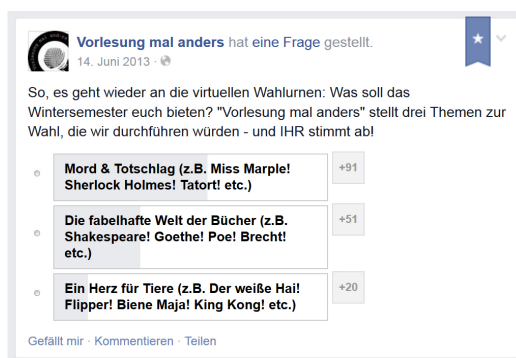 Vorlesung mal anders hat eine Frage gestellt.
14. Juni 2013 ·
So, es geht wieder an die virtuellen Wahlurnen: Was soll das
Wintersemester euch bieten? "Vorlesung mal anders" stellt drei Themen zur
Wahl, die wir durchführen würden - und IHR stimmt ab!
Mord & Totschlag (z.B. Miss Marple!
Sherlock Holmes! Tatort! etc.)
+91
Die fabelhafte Welt der Bücher (z.B.
Shakespeare! Goethe! Poe! Brecht!
etc.)
+51
Ein Herz für Tiere (z.B. Der weiße Hai!
Flipper! Biene Maja! King Kong! etc.)
+20
Gefällt mir · Kommentieren · Teilen